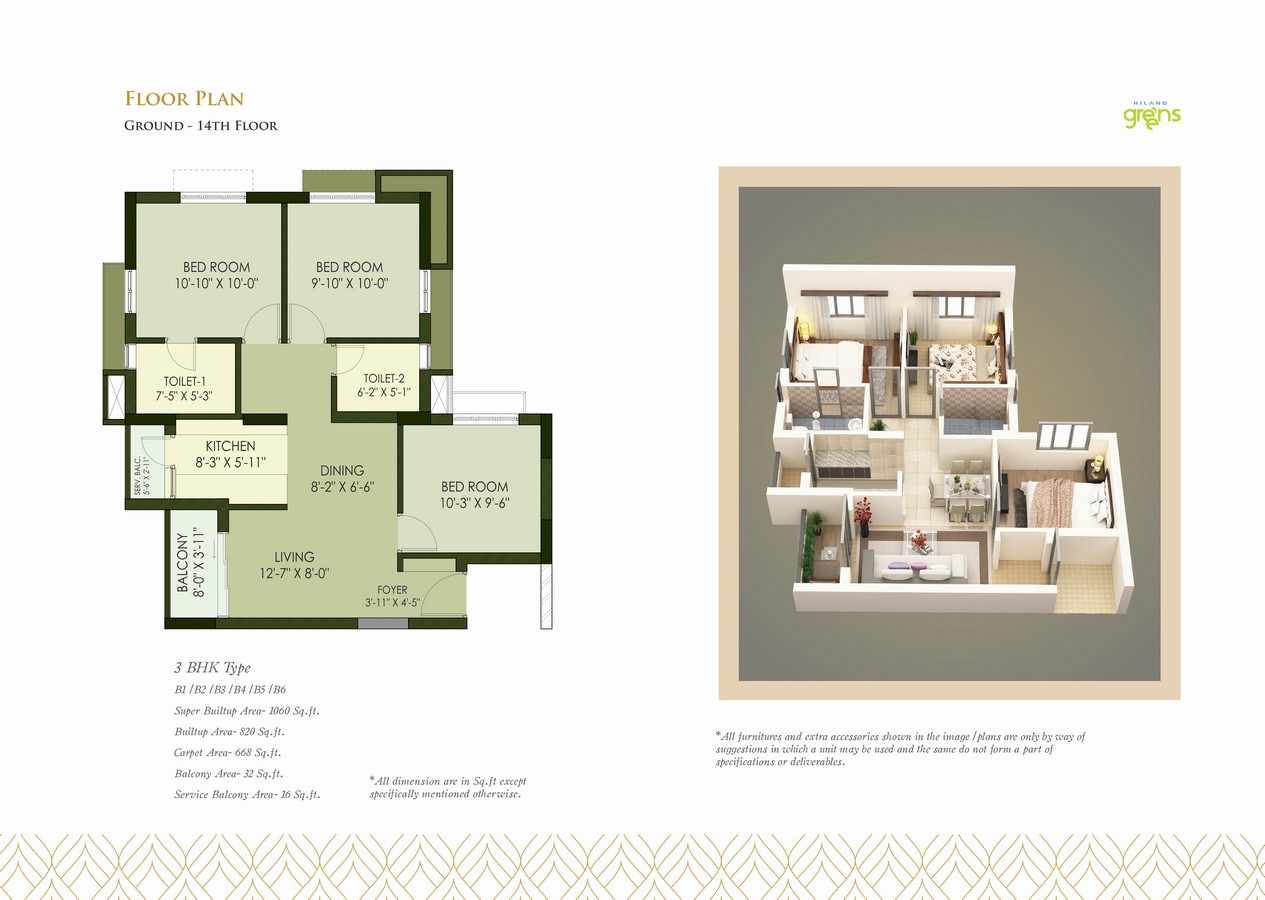 FLOOR PLAN
GROUND - 14TH FLOOR
HILAND
greens
BED ROOM
10'-10" X 10'-0"
BED ROOM
9'-10" X 10'-0"
TOILET-1
7'-5" X 5'-3"
TOILET-2
6'-2" X 5'-1"
KITCHEN
8'-3" X 5'-11"
SERV. BALC.
5'-6" X 2'-11"
DINING
8'-2" X 6'-6"
BED ROOM
10'-3" X 9'-6"
BALCONY
8'-0" X 3'-11"
LIVING
12'-7" X 8'-0"
FOYER
3'-11" X 4'-5"
3 BHK Type
B1 /B2 /B3 /B4 /B5 /B6
Super Builtup Area- 1060 Sq.ft.
Builtup Area- 820 Sq.ft.
Carpet Area- 668 Sq.ft.
Balcony Area- 32 Sq.ft.
Service Balcony Area- 16 Sq.ft.
*All dimension are in Sq.ft except
specifically mentioned otherwise.
*All furnitures and extra accessories shown in the image /plans are only by way of
suggestions in which a unit may be used and the same do not form a part of
specifications or deliverables.